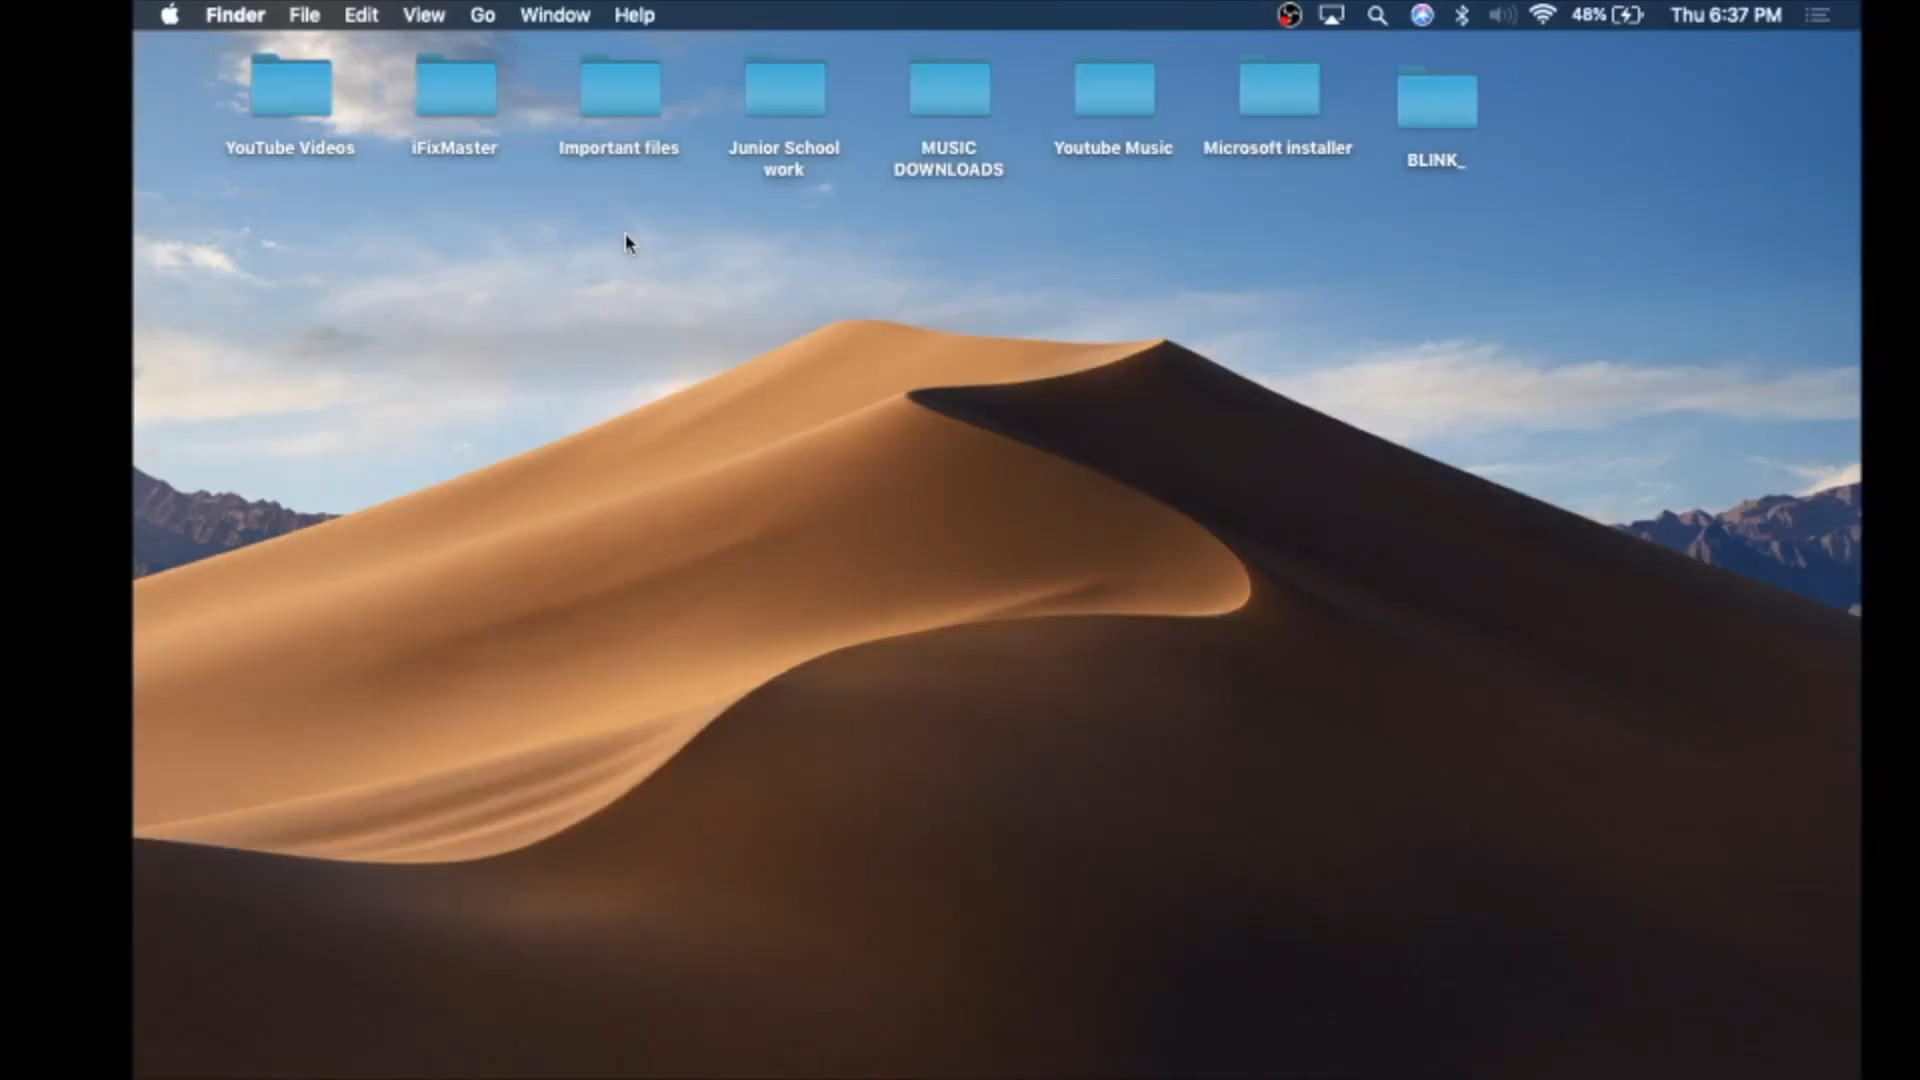 Finder File Edit View Go Window Help 48% Thu 6:37 PM
YouTube Videos
iFixMaster
Important files
Junior School
work
MUSIC
DOWNLOADS
Youtube Music
Microsoft installer
BLINK_